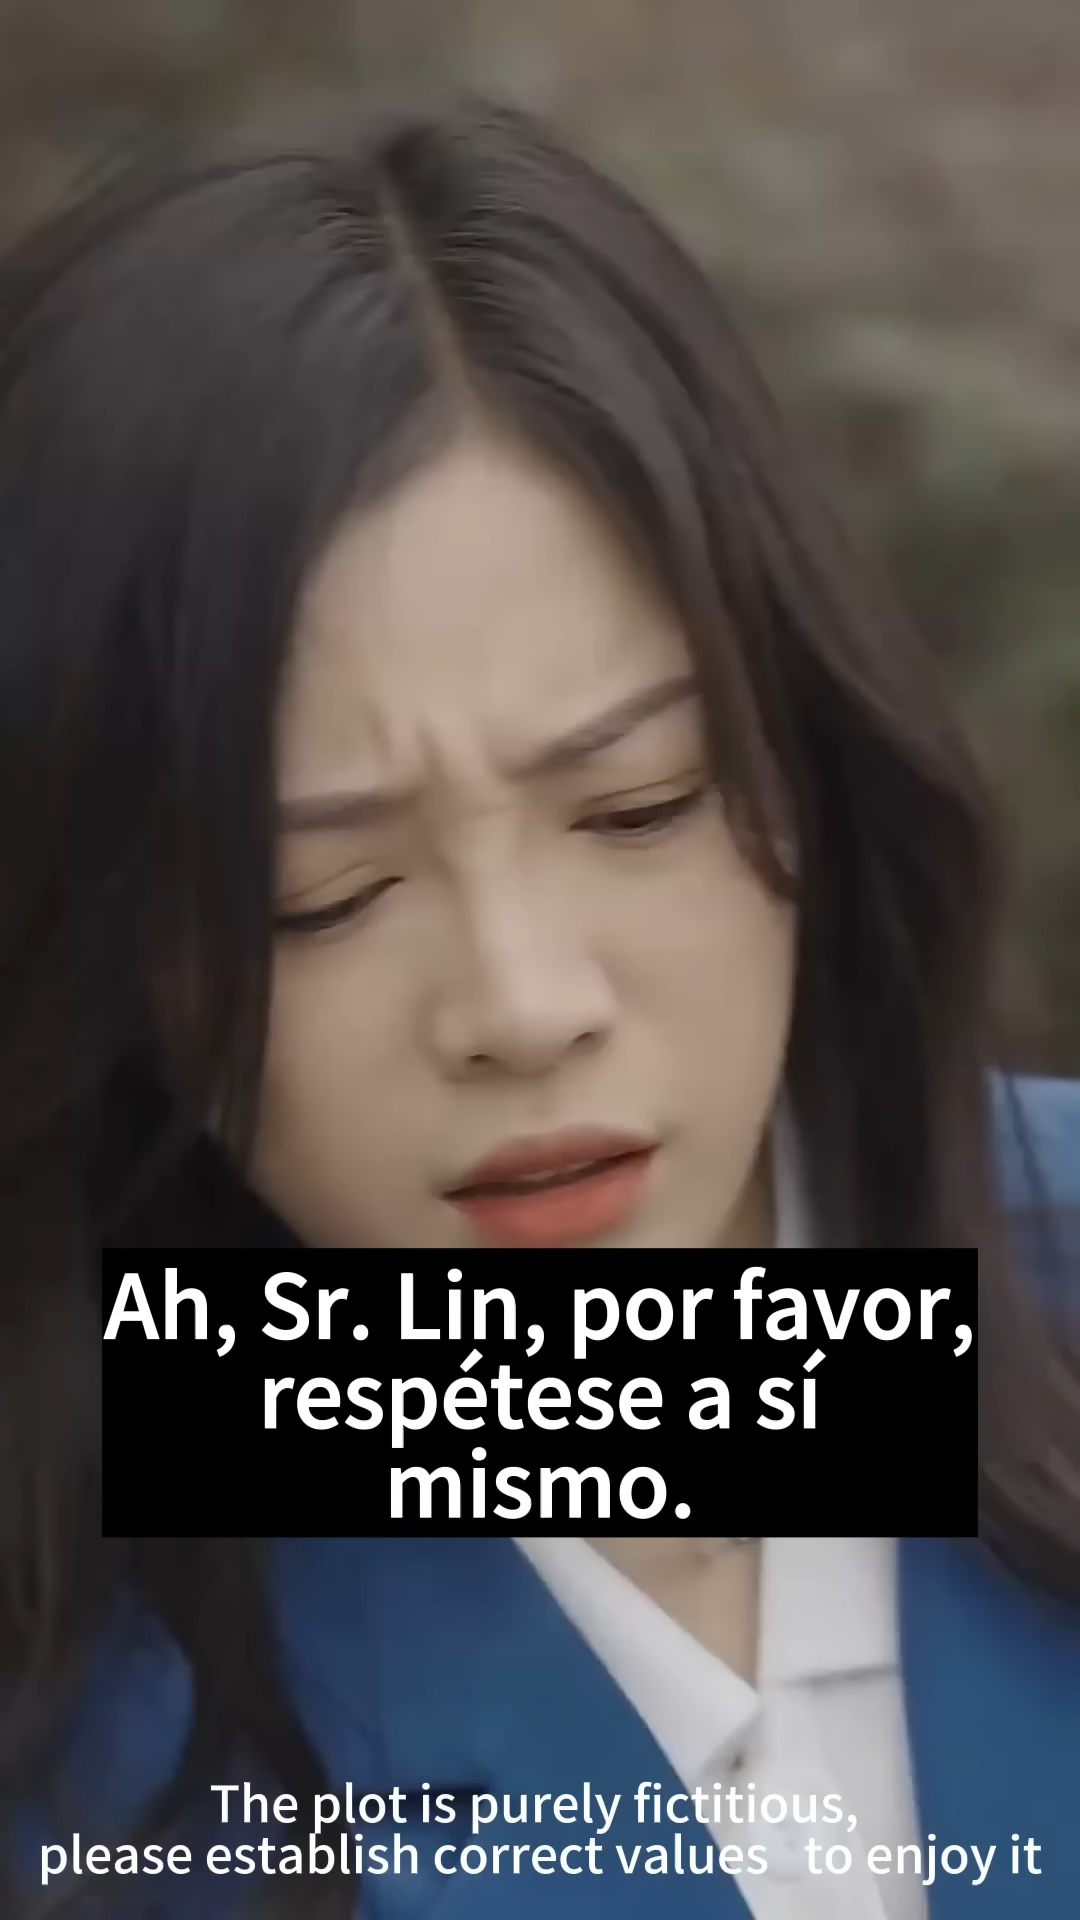 Ah, Sr. Lin, por favor,
respétese a sí
mismo.
The plot is purely fictitious,
please establish correct values to enjoy it